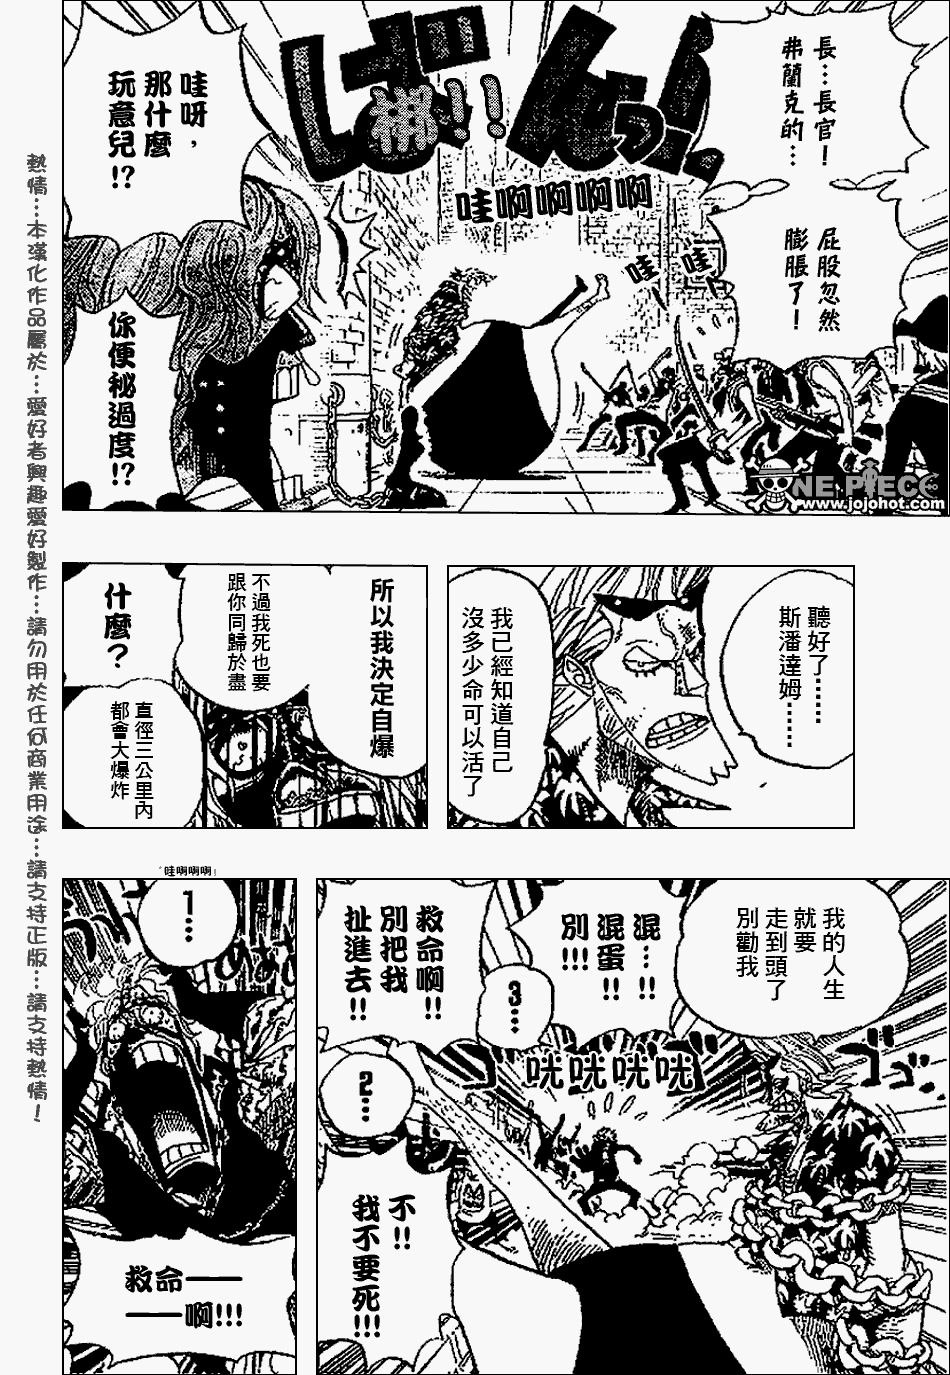 長…長官！
弗蘭克的…
屁股忽然
膨脹了！
綳!!
哇啊啊啊啊
哇
哇
哇呀，
那什麼
玩意兒!?
你便秘過度!?
ONE PIECE
www.jojohot.com
聽好了……
斯潘達姆……
我己經知道自己
沒多少命可以活了
所以我決定自爆
不過我死也要
跟你同歸於盡
什麼？
直徑三公里內
都會大爆炸
我的人生
就要
走到頭了
別勸我
混…!!
混蛋!!
別!!!
救命啊!!
別把我
扯進去!!
3…
咣咣咣咣
2…
不!!
我不要死!!!
哇啊啊啊
1…
救命——
——啊!!!
熱情…本漢化作品屬於…愛好者興趣愛好製作…請勿用於任何商業用途…請支持正版…請支持熱情！